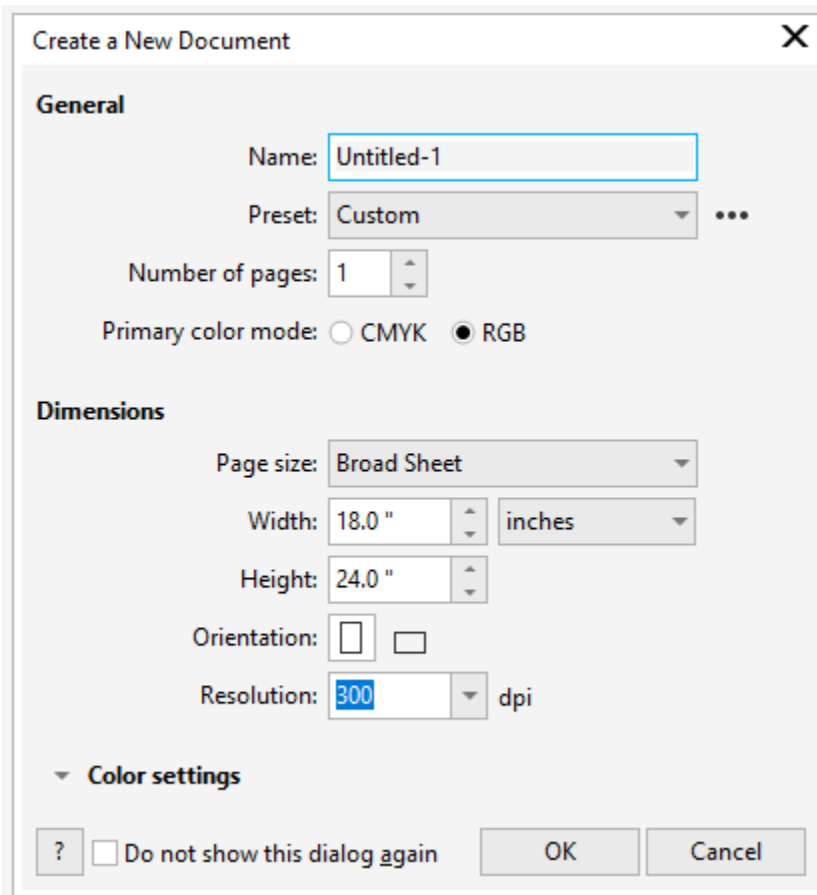 Create a New Document
General
Name: Untitled-1
Preset: Custom
Number of pages: 1
Primary color mode: CMYK RGB
Dimensions
Page size: Broad Sheet
Width: 18.0 " inches
Height: 24.0 "
Orientation:
Resolution: 300 dpi
Color settings
? Do not show this dialog again OK Cancel